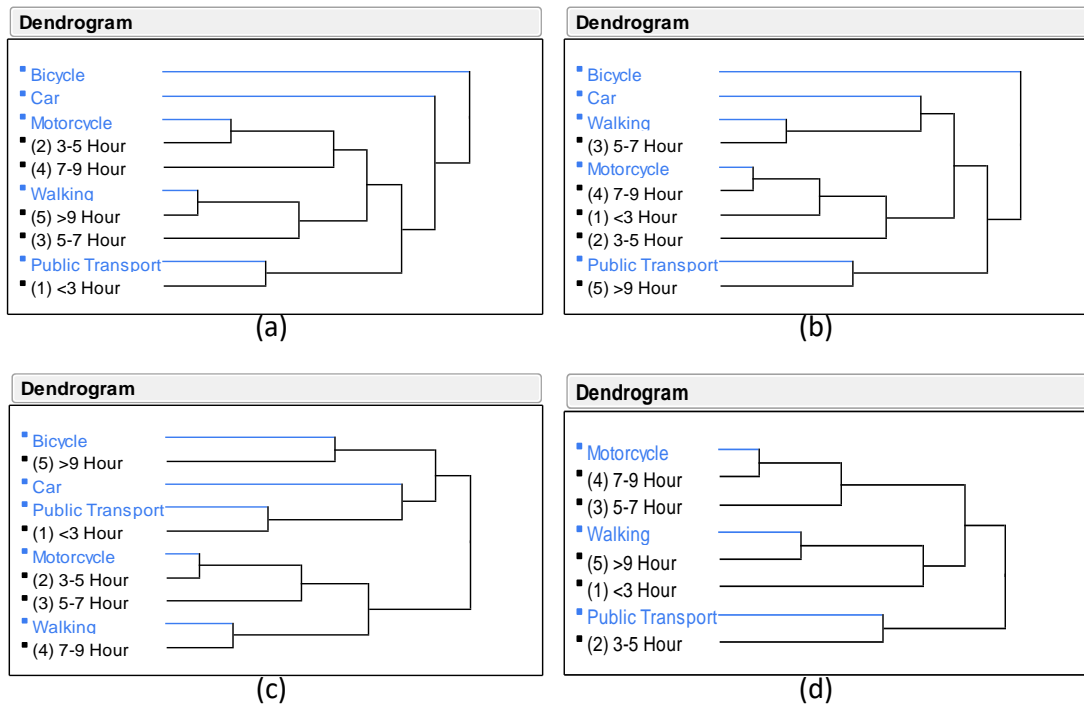 Dendrogram
Bicycle
Car
Motorcycle
(2) 3-5 Hour
(4) 7-9 Hour
Walking
(5) >9 Hour
(3) 5-7 Hour
Public Transport
(1) <3 Hour
(a)
Dendrogram
Bicycle
Car
Walking
(3) 5-7 Hour
Motorcycle
(4) 7-9 Hour
(1) <3 Hour
(2) 3-5 Hour
Public Transport
(5) >9 Hour
(b)
Dendrogram
Bicycle
(5) >9 Hour
Car
Public Transport
(1) <3 Hour
Motorcycle
(2) 3-5 Hour
(3) 5-7 Hour
Walking
(4) 7-9 Hour
(c)
Dendrogram
Motorcycle
(4) 7-9 Hour
(3) 5-7 Hour
Walking
(5) >9 Hour
(1) <3 Hour
Public Transport
(2) 3-5 Hour
(d)